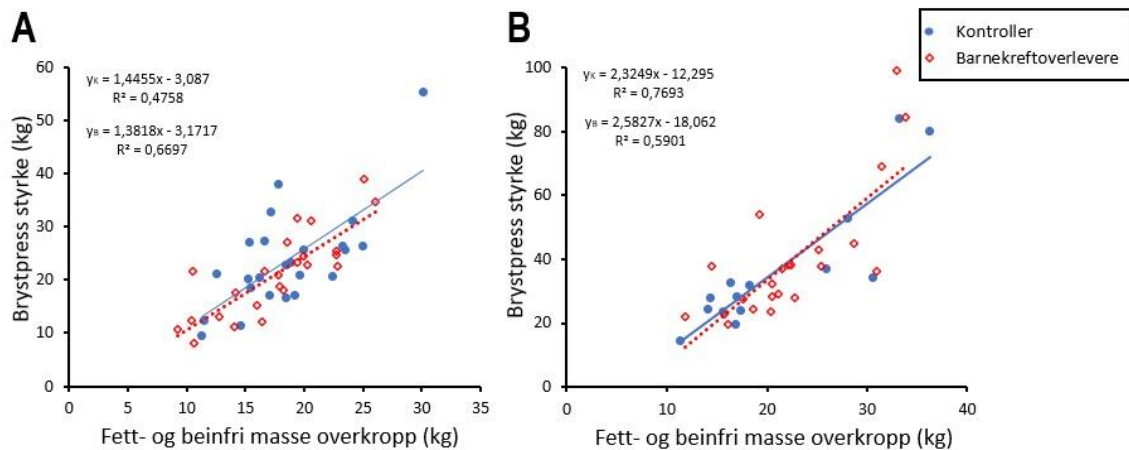 A
B
Kontroller
Barnekreftoverlevere
60
50
40
30
20
10
0
Brystpress styrke (kg)
yK = 1,4455x - 3,087
R² = 0,4758
yB = 1,3818x - 3,1717
R² = 0,6697
0 5 10 15 20 25 30 35
Fett- og beinfri masse overkropp (kg)
100
80
60
40
20
0
Brystpress styrke (kg)
yK = 2,3249x - 12,295
R² = 0,7693
yB = 2,5827x - 18,062
R² = 0,5901
0 10 20 30 40
Fett- og beinfri masse overkropp (kg)